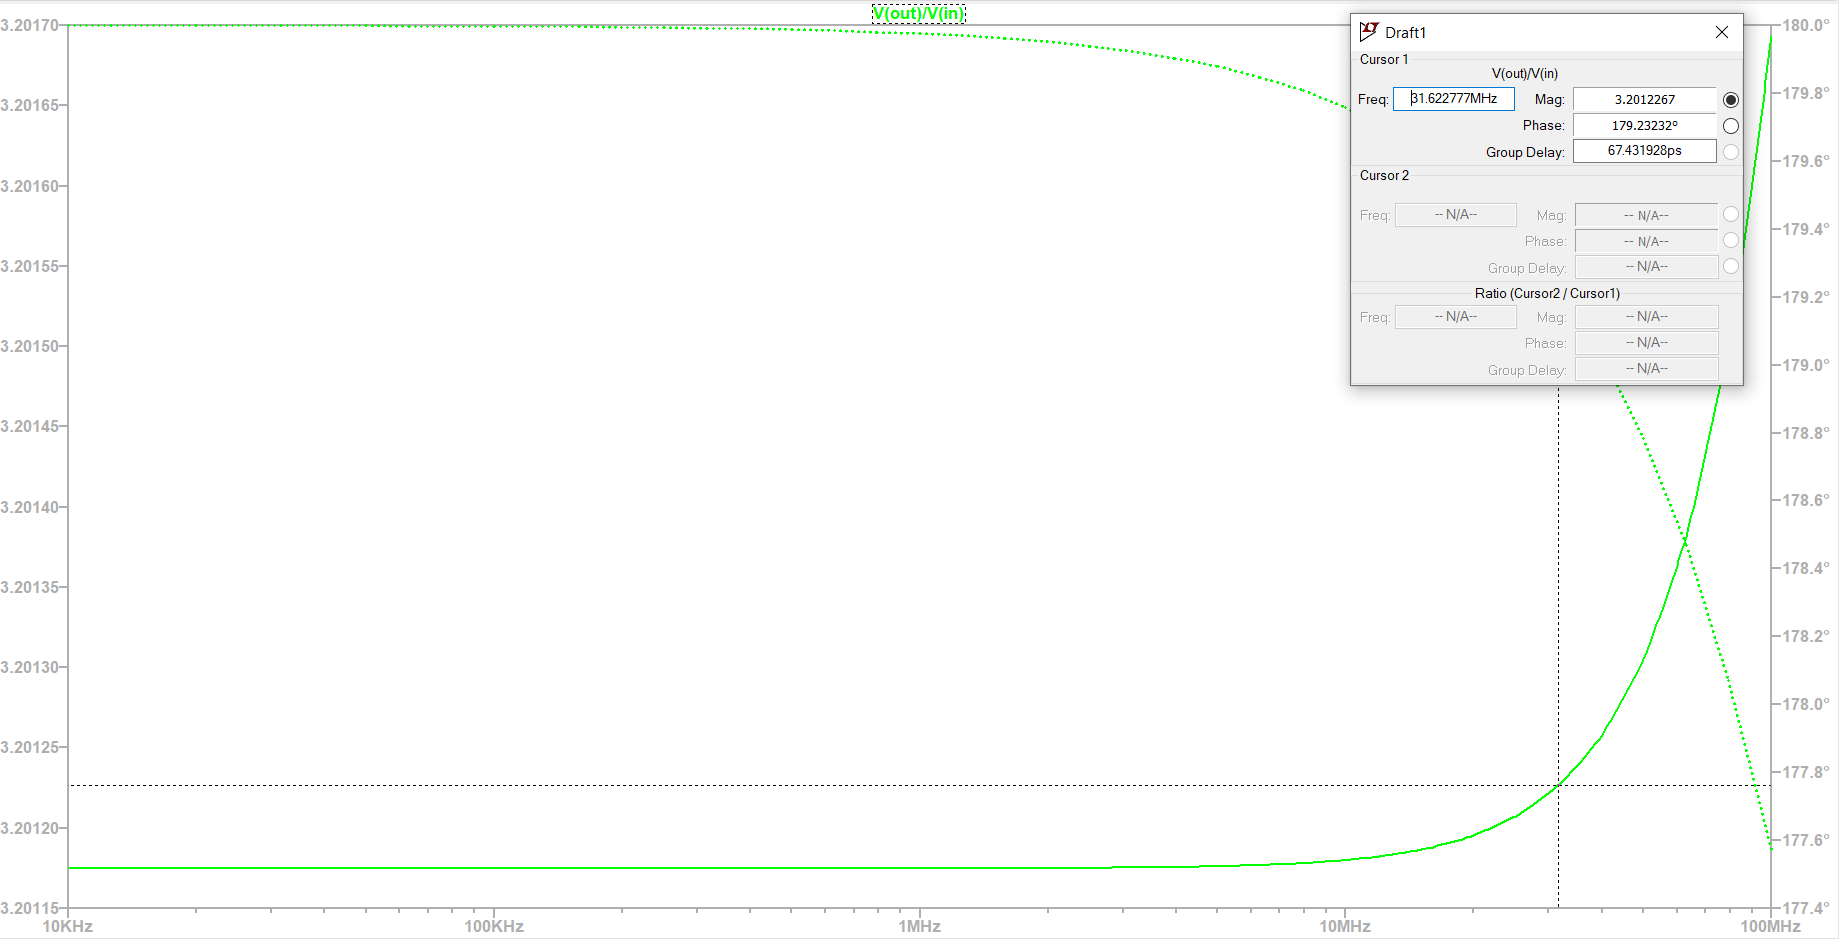 V(out)/V(in)
3.20170
3.20165
3.20160
3.20155
3.20150
3.20145
3.20140
3.20135
3.20130
3.20125
3.20120
3.20115
10KHz
100KHz
1MHz
10MHz
100MHz
180.0°
179.8°
179.6°
179.4°
179.2°
179.0°
178.8°
178.6°
178.4°
178.2°
178.0°
177.8°
177.6°
177.4°
Draft1
Cursor 1
V(out)/V(in)
Freq: 31.622777MHz Mag: 3.2012267
Phase: 179.23232°
Group Delay: 67.431928ps
Cursor 2
Freq: -- N/A-- Mag: -- N/A--
Phase: -- N/A--
Group Delay: -- N/A--
Ratio (Cursor2 / Cursor1)
Freq: -- N/A-- Mag: -- N/A--
Phase: -- N/A--
Group Delay: -- N/A--